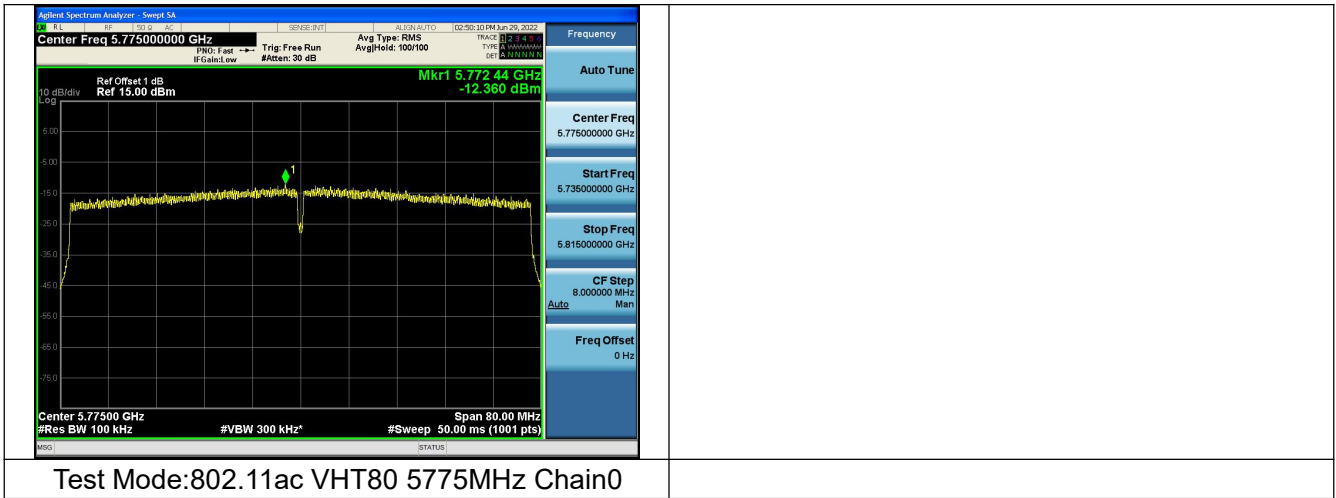 Agilent Spectrum Analyzer - Swept SA
RL RF 50 Ω AC SENSE:INT ALIGN AUTO 02:50:10 PM Jun 29, 2022
Center Freq 5.775000000 GHz
PNO: Fast
IFGain:Low
Trig: Free Run
#Atten: 30 dB
Avg Type: RMS
Avg|Hold: 100/100
TRACE 1 2 3 4 5 6
TYPE A WWWWW
DET A N N N N N
Frequency
Auto Tune
Center Freq
5.775000000 GHz
Start Freq
5.735000000 GHz
Stop Freq
5.815000000 GHz
CF Step
8.000000 MHz
Auto Man
Freq Offset
0 Hz
Ref Offset 1 dB
10 dB/div Ref 15.00 dBm
Log
Mkr1 5.772 44 GHz
-12.360 dBm
5.00
-5.00
-15.0
-25.0
-35.0
-45.0
-55.0
-65.0
-75.0
1
Center 5.77500 GHz Span 80.00 MHz
#Res BW 100 kHz #VBW 300 kHz* #Sweep 50.00 ms (1001 pts)
MSG STATUS
Test Mode:802.11ac VHT80 5775MHz Chain0